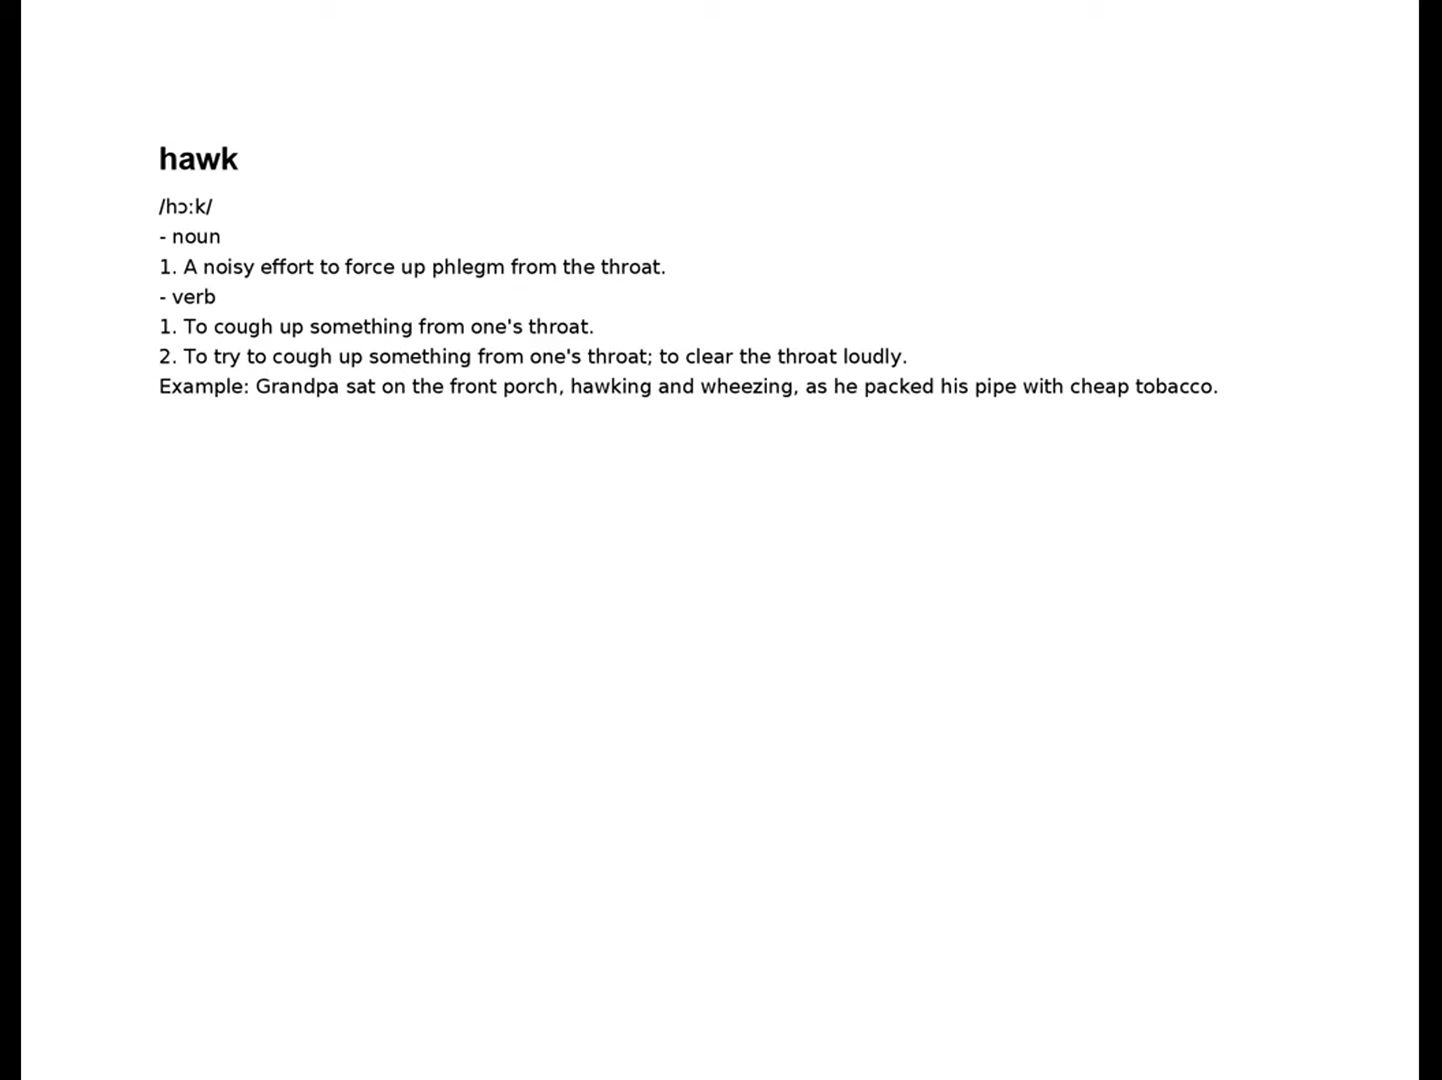 hawk
/hɔːk/
- noun
1. A noisy effort to force up phlegm from the throat.
- verb
1. To cough up something from one's throat.
2. To try to cough up something from one's throat; to clear the throat loudly.
Example: Grandpa sat on the front porch, hawking and wheezing, as he packed his pipe with cheap tobacco.